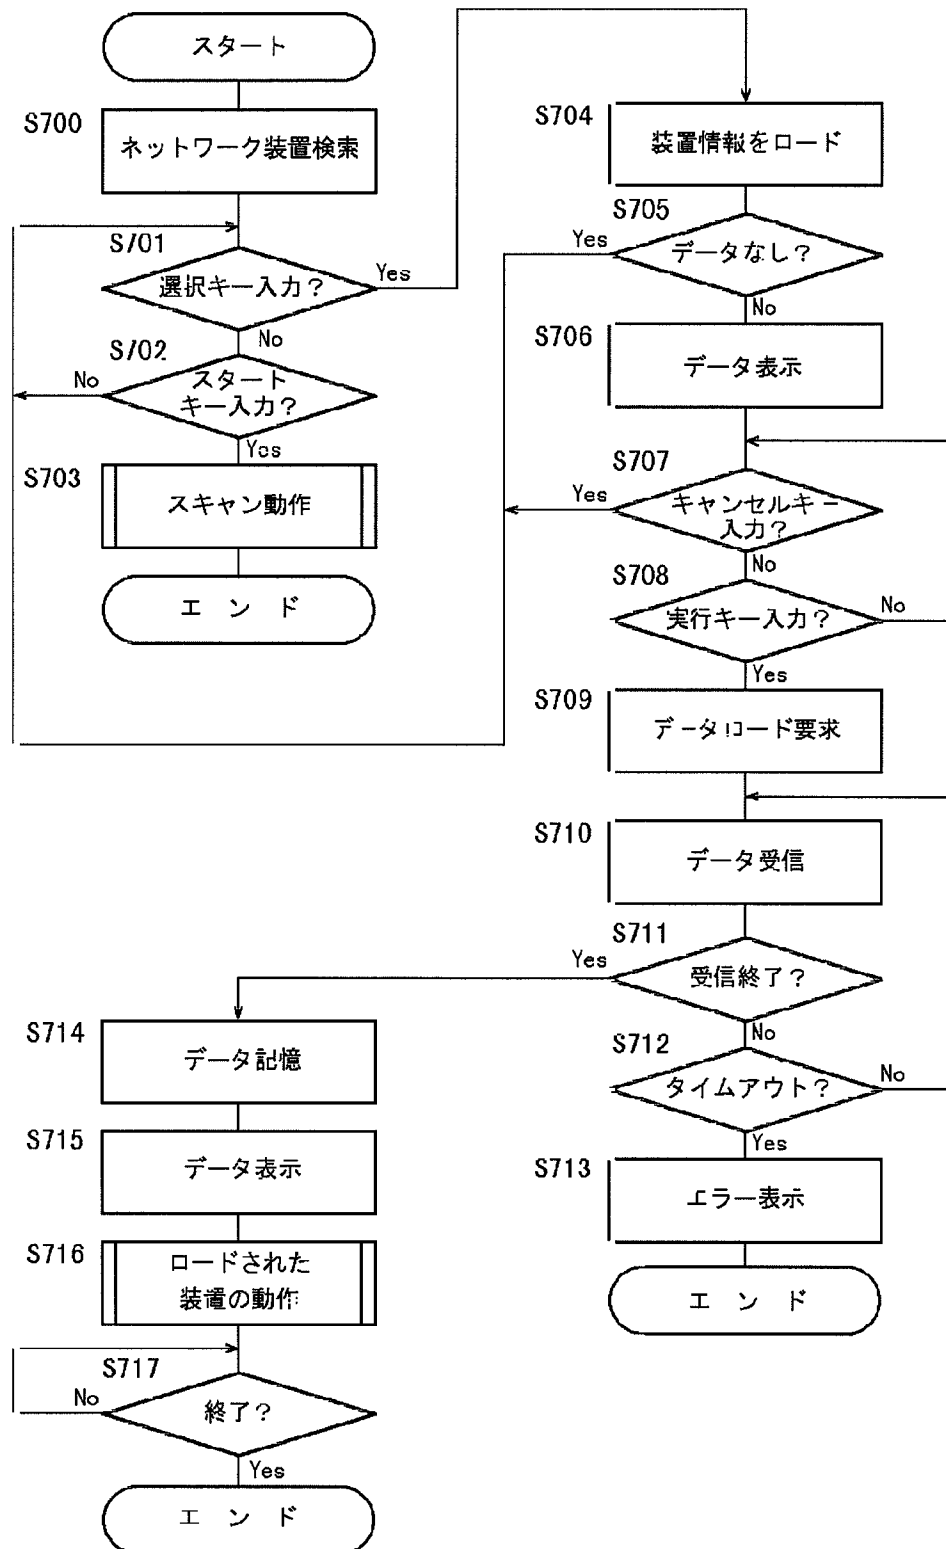 スタート
S700
ネットワーク装置検索
S701
選択キー入力?
Yes
No
S702
スタート
キー入力?
No
Yes
S703
スキャン動作
エンド
S704
装置情報をロード
S705
データなし?
Yes
No
S706
データ表示
S707
キャンセルキー
入力?
Yes
No
S708
実行キー入力?
No
Yes
S709
データロード要求
S710
データ受信
S711
受信終了?
Yes
No
S712
タイムアウト?
No
Yes
S713
エラー表示
エンド
S714
データ記憶
S715
データ表示
S716
ロードされた
装置の動作
S717
終了?
No
Yes
エンド